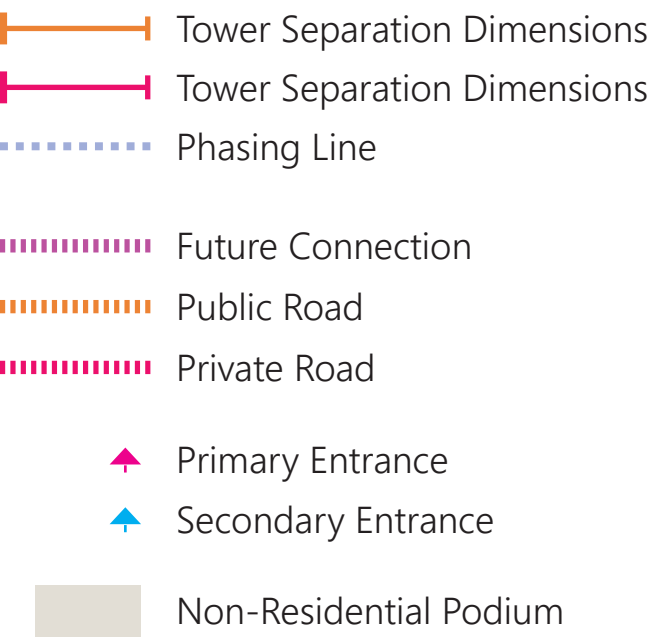 Tower Separation Dimensions
Tower Separation Dimensions
Phasing Line
Future Connection
Public Road
Private Road
Primary Entrance
Secondary Entrance
Non-Residential Podium